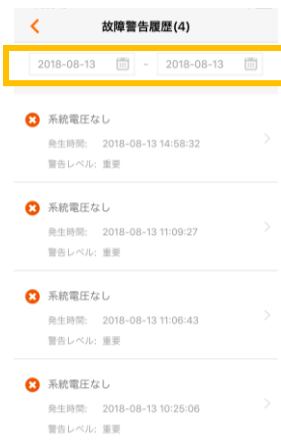 故障警告履歴(4)
2018-08-13 - 2018-08-13
系統電圧なし
発生時間: 2018-08-13 14:58:32
警告レベル: 重要
系統電圧なし
発生時間: 2018-08-13 11:09:27
警告レベル: 重要
系統電圧なし
発生時間: 2018-08-13 11:06:43
警告レベル: 重要
系統電圧なし
発生時間: 2018-08-13 10:25:06
警告レベル: 重要